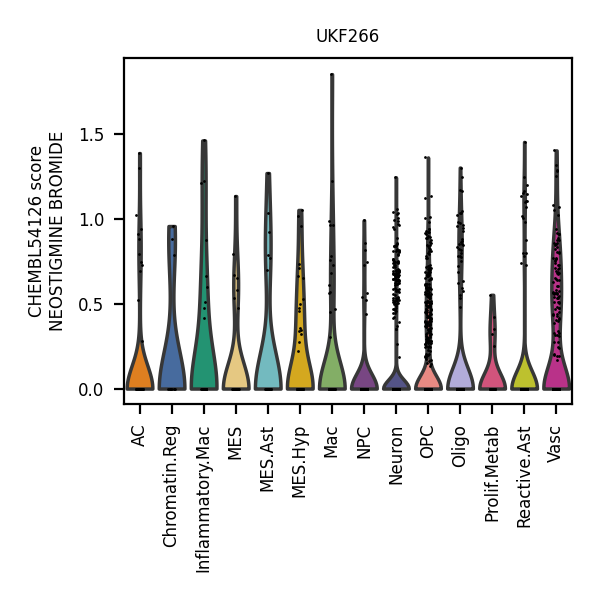 UKF266
CHEMBL54126 score
NEOSTIGMINE BROMIDE
1.5
1.0
0.5
0.0
AC
Chromatin.Reg
Inflammatory.Mac
MES
MES.Ast
MES.Hyp
Mac
NPC
Neuron
OPC
Oligo
Prolif.Metab
Reactive.Ast
Vasc